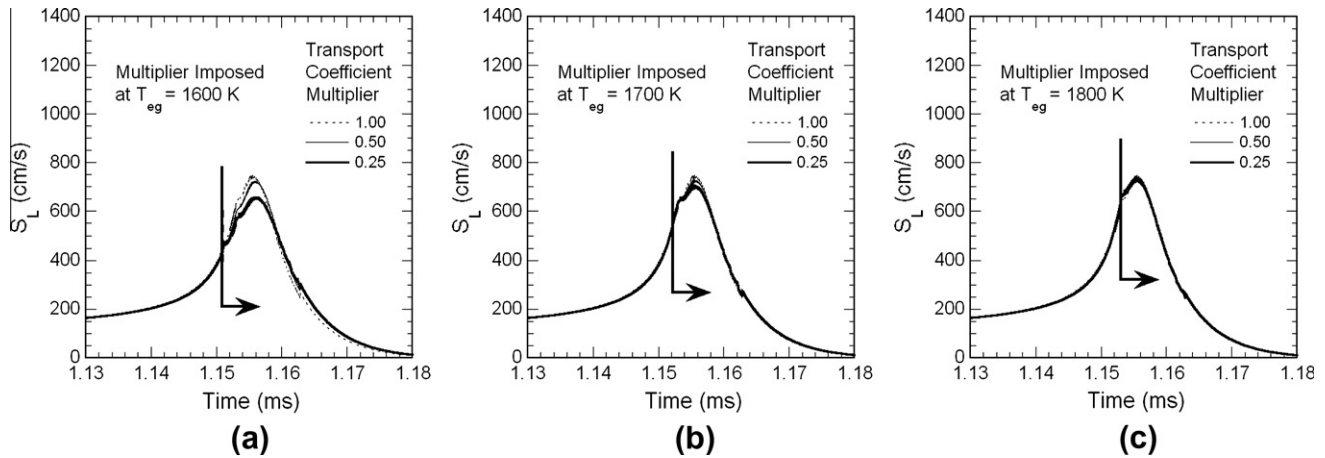 1400
1200
1000
800
600
400
200
0
S_L (cm/s)
Multiplier Imposed
at T_eg = 1600 K
Transport
Coefficient
Multiplier
1.00
0.50
0.25
1.13 1.14 1.15 1.16 1.17 1.18
Time (ms)
(a)
1400
1200
1000
800
600
400
200
0
S_L (cm/s)
Multiplier Imposed
at T_eg = 1700 K
Transport
Coefficient
Multiplier
1.00
0.50
0.25
1.13 1.14 1.15 1.16 1.17 1.18
Time (ms)
(b)
1400
1200
1000
800
600
400
200
0
S_L (cm/s)
Multiplier Imposed
at T_eg = 1800 K
Transport
Coefficient
Multiplier
1.00
0.50
0.25
1.13 1.14 1.15 1.16 1.17 1.18
Time (ms)
(c)